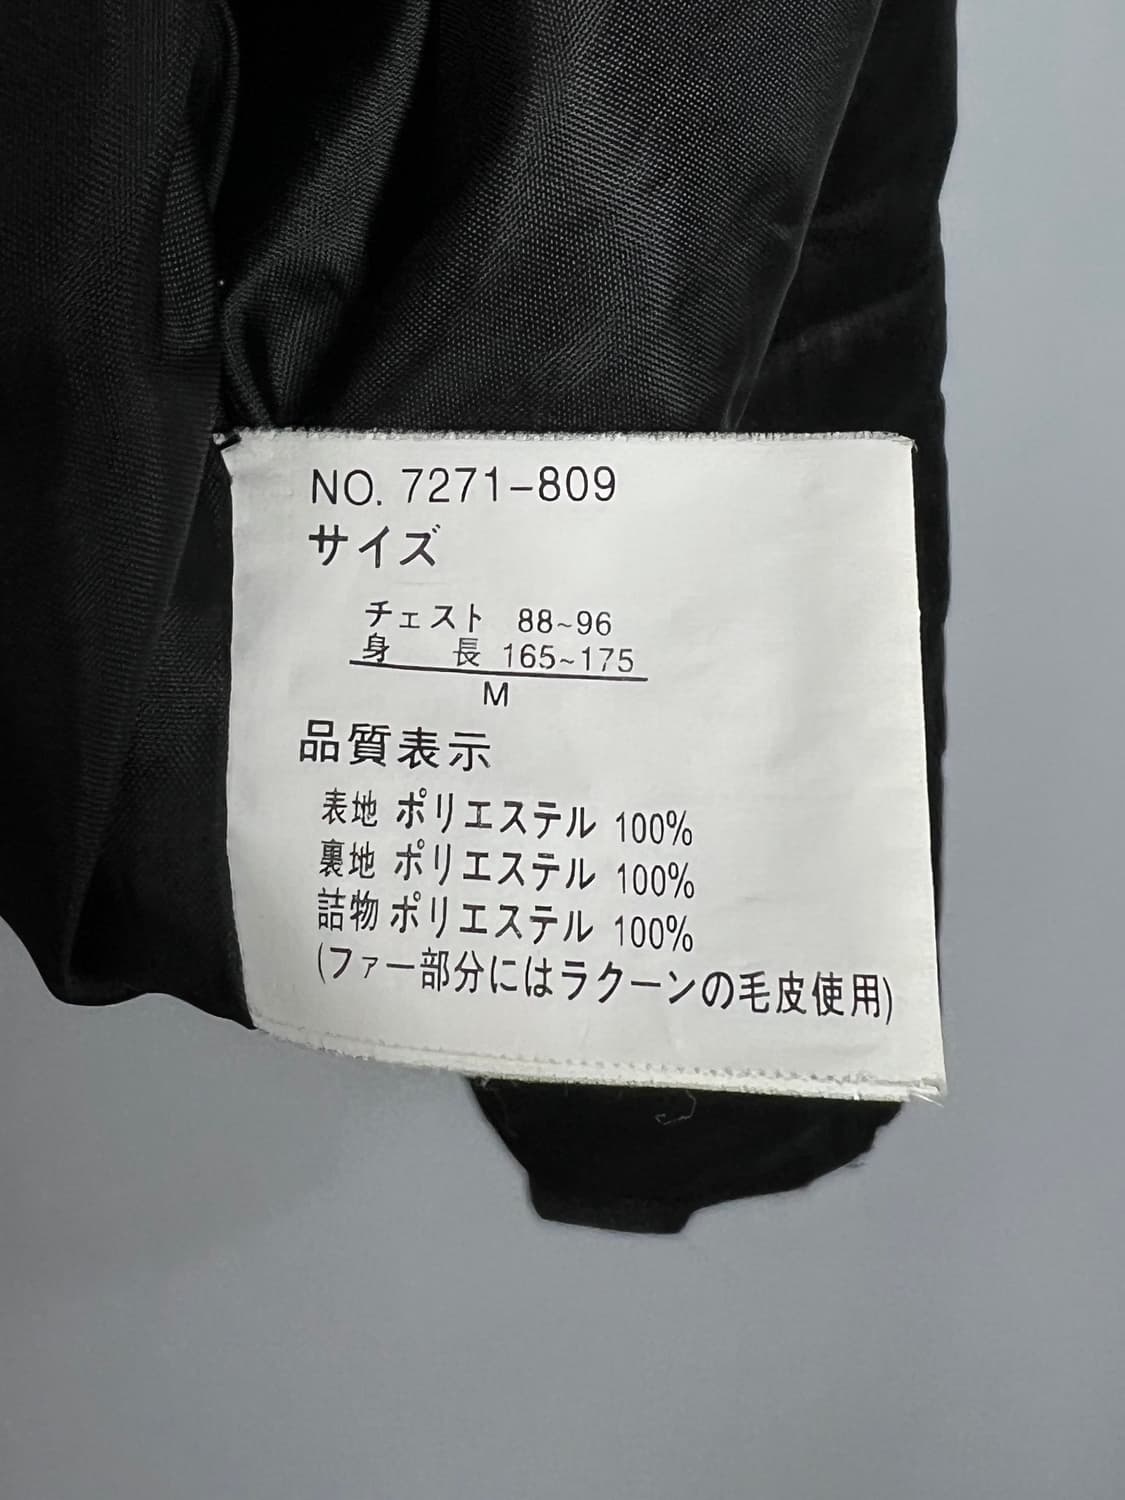 NO. 7271-809
サイズ
チェスト 88~96
身長 165~175
M
品質表示
表地 ポリエステル 100%
裏地 ポリエステル 100%
詰物 ポリエステル 100%
(ファー部分にはラクーンの毛皮使用)